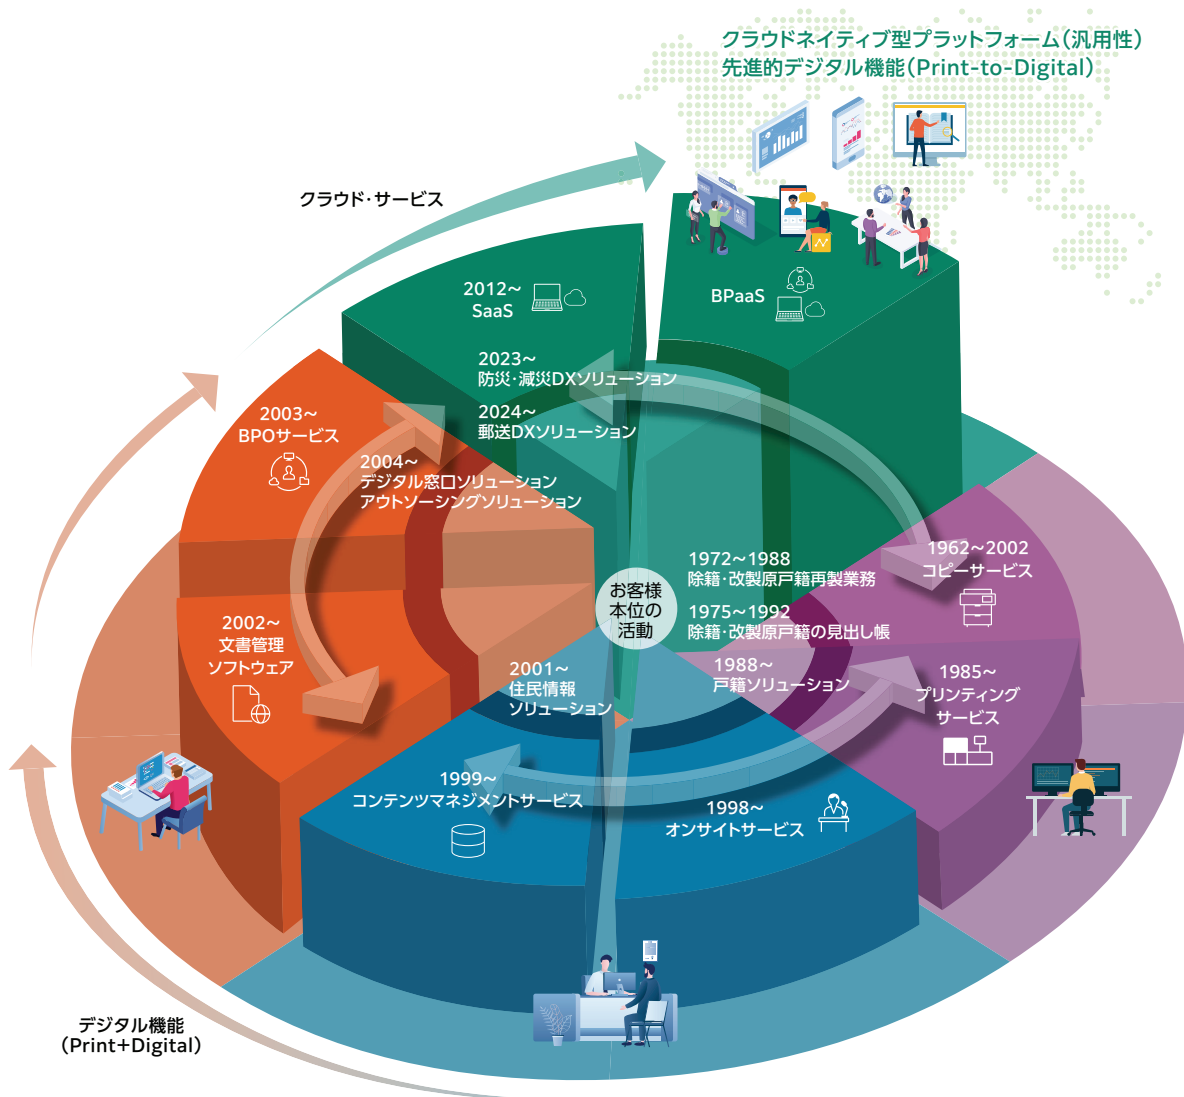 クラウドネイティブ型プラットフォーム（汎用性）
先進的デジタル機能（Print-to-Digital）
クラウド・サービス
2012～
SaaS
BPaaS
2023～
防災・減災DXソリューション
2024～
郵送DXソリューション
2003～
BPOサービス
2004～
デジタル窓口ソリューション
アウトソーシングソリューション
1972～1988
除籍・改製原戸籍再製業務
1975～1992
除籍・改製原戸籍の見出し帳
1962～2002
コピーサービス
お客様
本位の
活動
2002～
文書管理
ソフトウェア
2001～
住民情報
ソリューション
1988～
戸籍ソリューション
1985～
プリンティング
サービス
1999～
コンテンツマネジメントサービス
1998～
オンサイトサービス
デジタル機能
（Print+Digital）